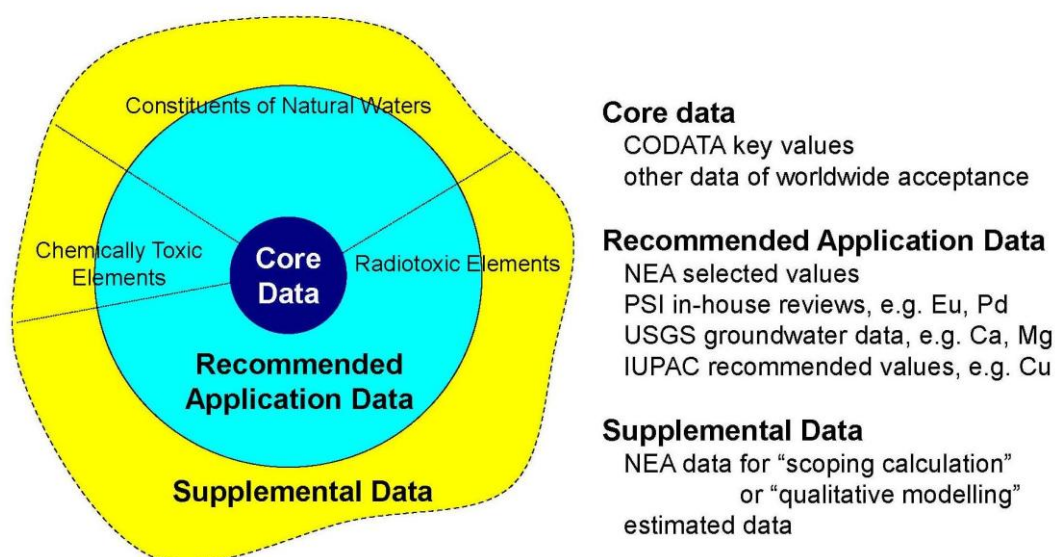 Constituents of Natural Waters
Chemically Toxic
Elements
Core
Data
Radiotoxic Elements
Recommended
Application Data
Supplemental Data
Core data
CODATA key values
other data of worldwide acceptance
Recommended Application Data
NEA selected values
PSI in-house reviews, e.g. Eu, Pd
USGS groundwater data, e.g. Ca, Mg
IUPAC recommended values, e.g. Cu
Supplemental Data
NEA data for “scoping calculation”
or “qualitative modelling”
estimated data